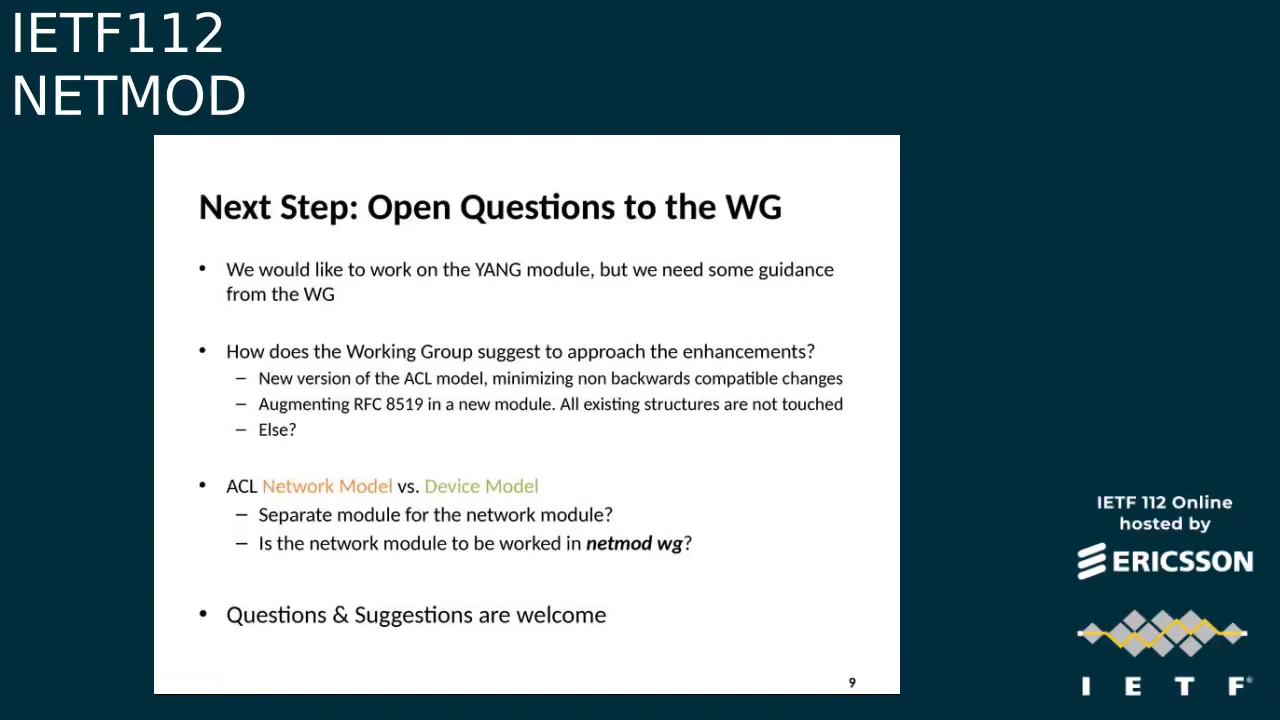 IETF112
NETMOD
Next Step: Open Questions to the WG
• We would like to work on the YANG module, but we need some guidance
from the WG
• How does the Working Group suggest to approach the enhancements?
– New version of the ACL model, minimizing non backwards compatible changes
– Augmenting RFC 8519 in a new module. All existing structures are not touched
– Else?
• ACL Network Model vs. Device Model
– Separate module for the network module?
– Is the network module to be worked in netmod wg?
• Questions & Suggestions are welcome
9
IETF 112 Online
hosted by
ERICSSON
I E T F®